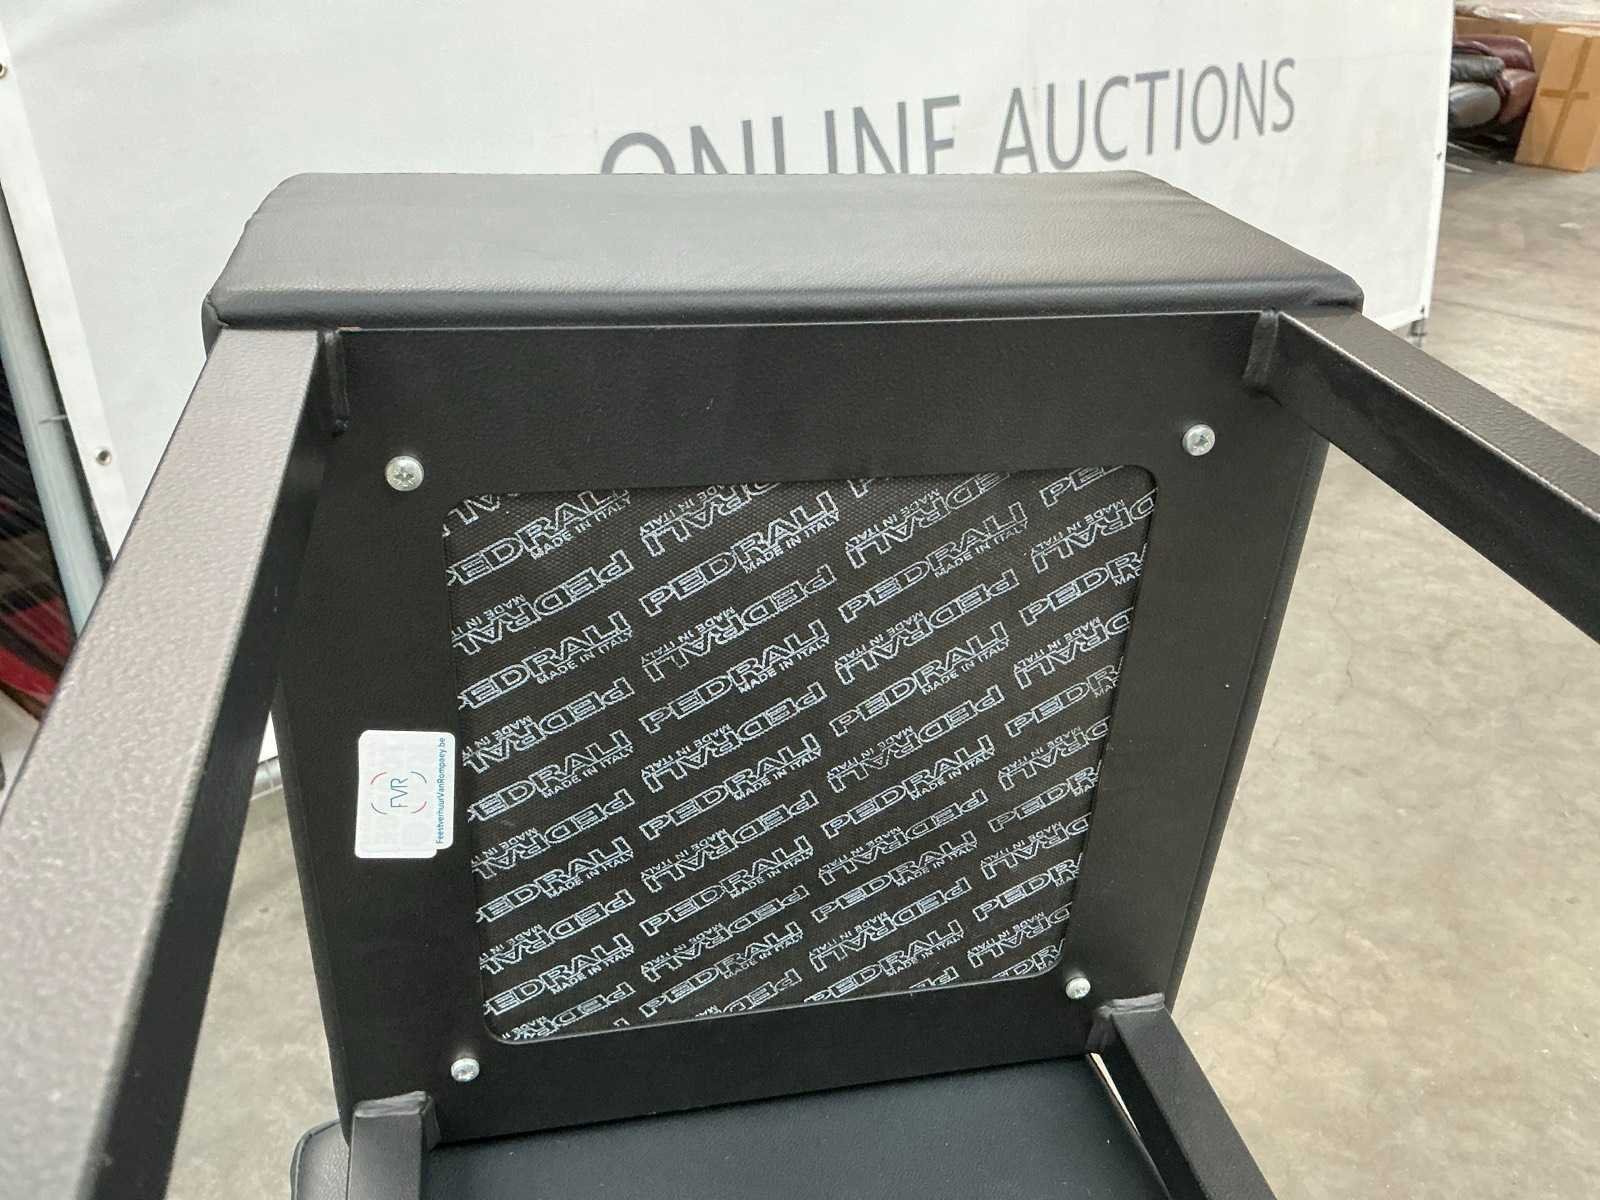 ONLINE AUCTIONS
PEDRALI
MADE IN ITALY
FVR
FeestverhuurVanRompaey.be